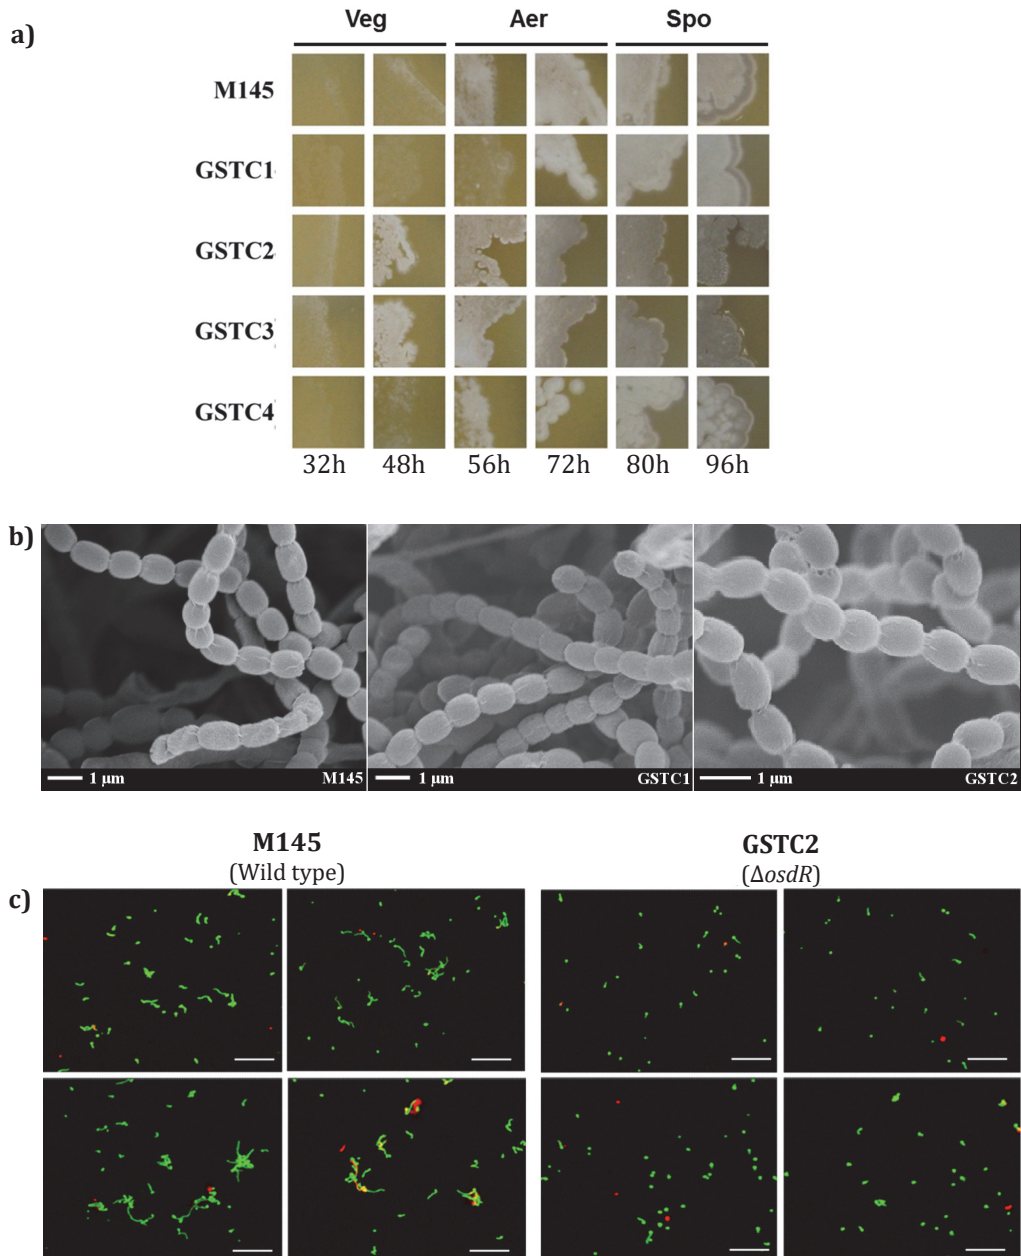 a)
Veg Aer Spo
M145
GSTC1
GSTC2
GSTC3
GSTC4
32h 48h 56h 72h 80h 96h
b)
1 μm M145 1 μm GSTC1 1 μm GSTC2
M145 GSTC2
(Wild type) (ΔosdR)
c)